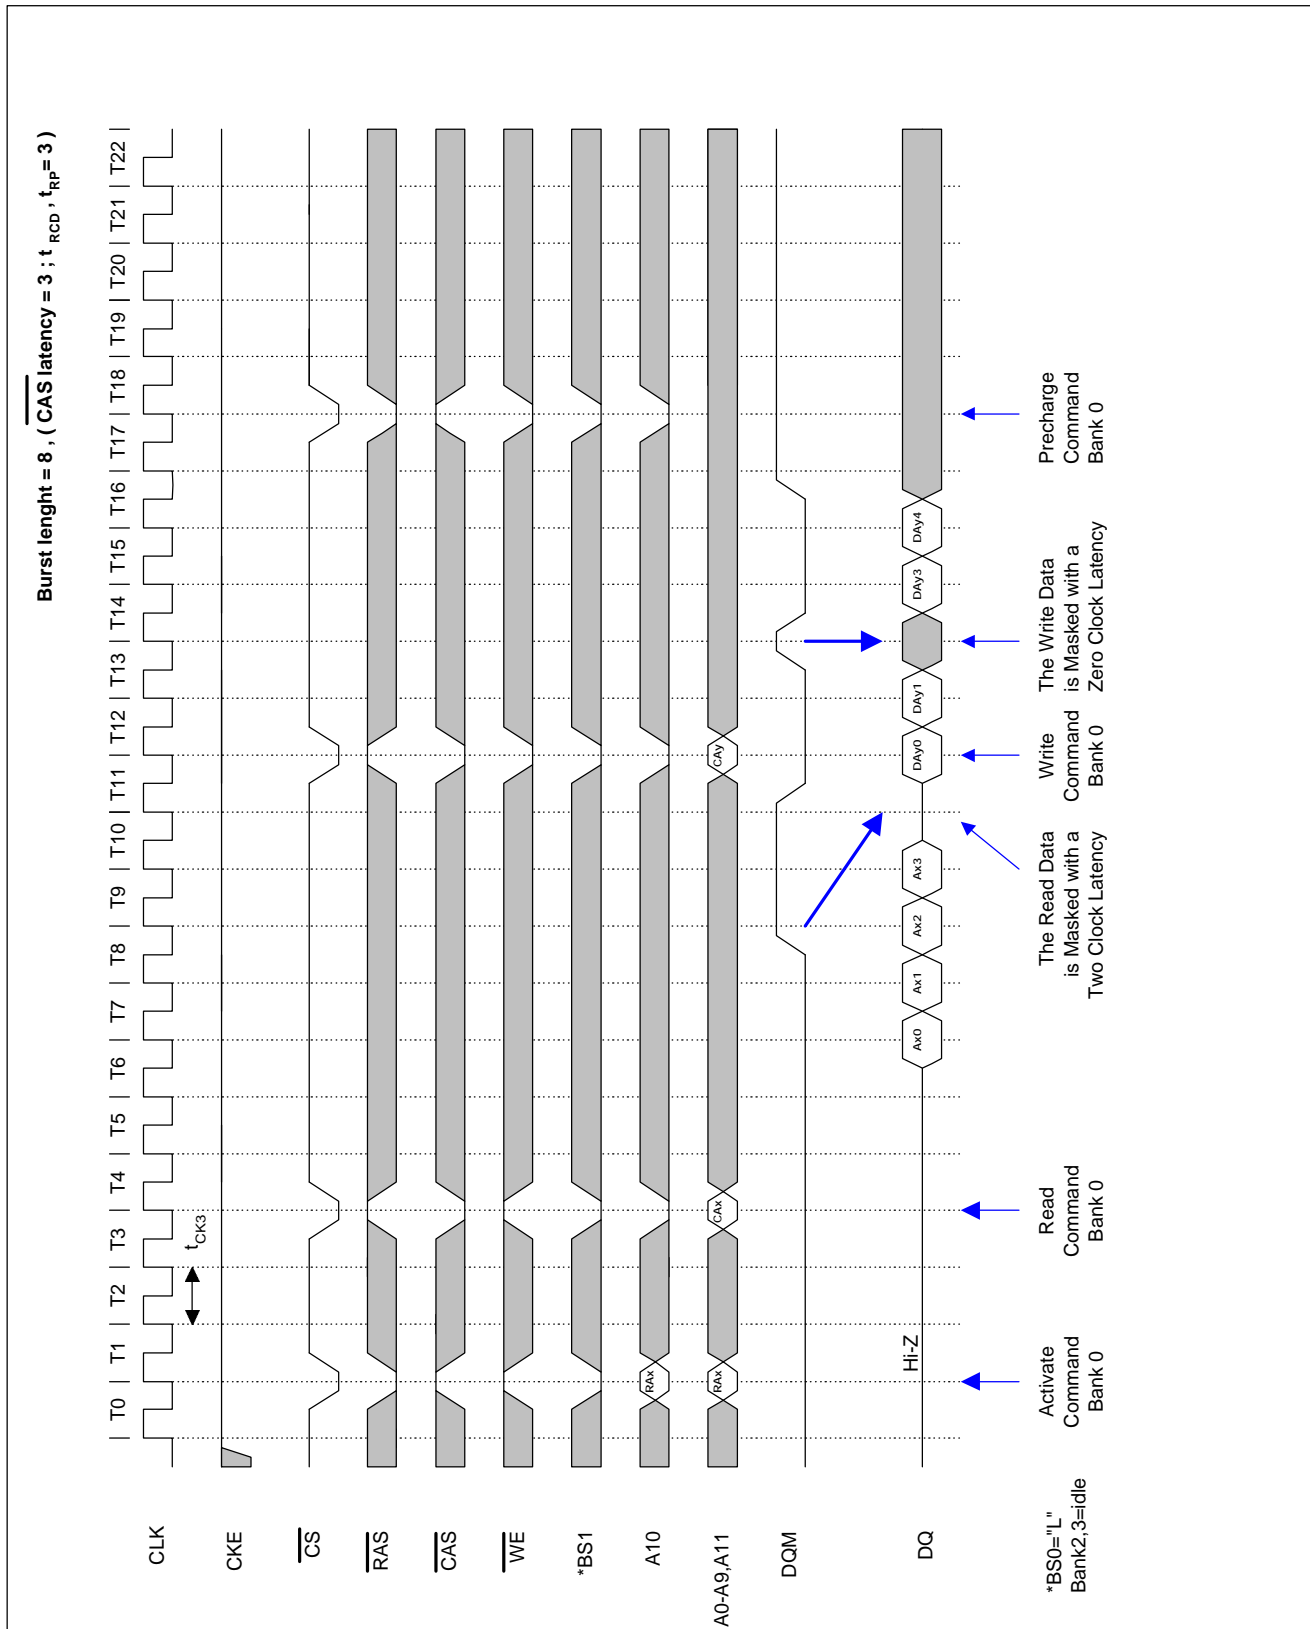 Burst lenght = 8 , ( CAS latency = 3 ; t RCD , tRP= 3 )
T0 T1 T2 T3 T4 T5 T6 T7 T8 T9 T10 T11 T12 T13 T14 T15 T16 T17 T18 T19 T20 T21 T22
CLK
tCK3
CKE
CS
RAS
CAS
WE
*BS1
A10
RAx
A0-A9,A11
RAx CAx CAy
DQM
DQ
Hi-Z
Ax0 Ax1 Ax2 Ax3 DAy0 DAy1 DAy3 DAy4
*BS0="L"
Bank2,3=idle
Activate
Command
Bank 0
Read
Command
Bank 0
The Read Data
is Masked with a
Two Clock Latency
Write
Command
Bank 0
The Write Data
is Masked with a
Zero Clock Latency
Precharge
Command
Bank 0